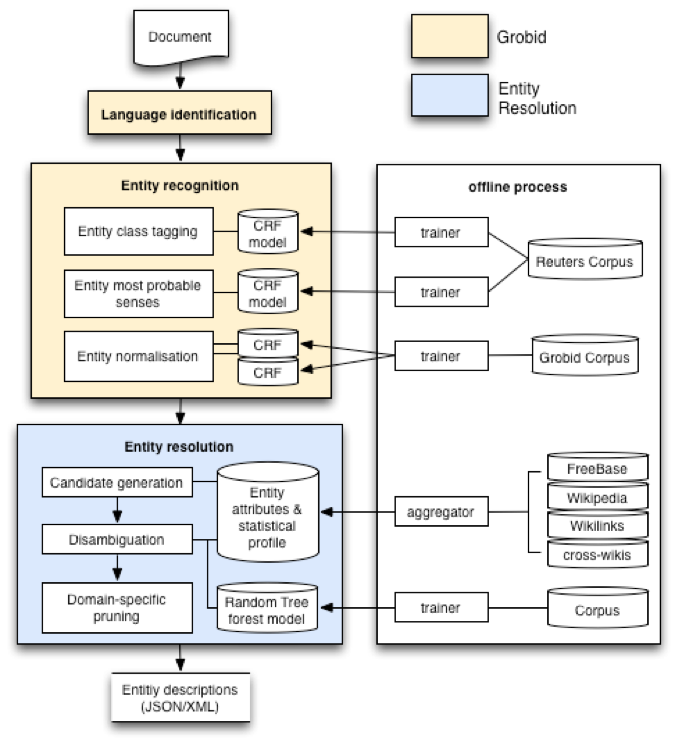 Document
Grobid
Entity
Resolution
Language identification
Entity recognition
Entity class tagging
CRF
model
Entity most probable
senses
CRF
model
Entity normalisation
CRF
CRF
offline process
trainer
Reuters Corpus
trainer
trainer
Grobid Corpus
Entity resolution
Candidate generation
Entity
attributes &
statistical
profile
Disambiguation
Domain-specific
pruning
Random Tree
forest model
aggregator
FreeBase
Wikipedia
Wikilinks
cross-wikis
trainer
Corpus
Entitiy descriptions
(JSON/XML)